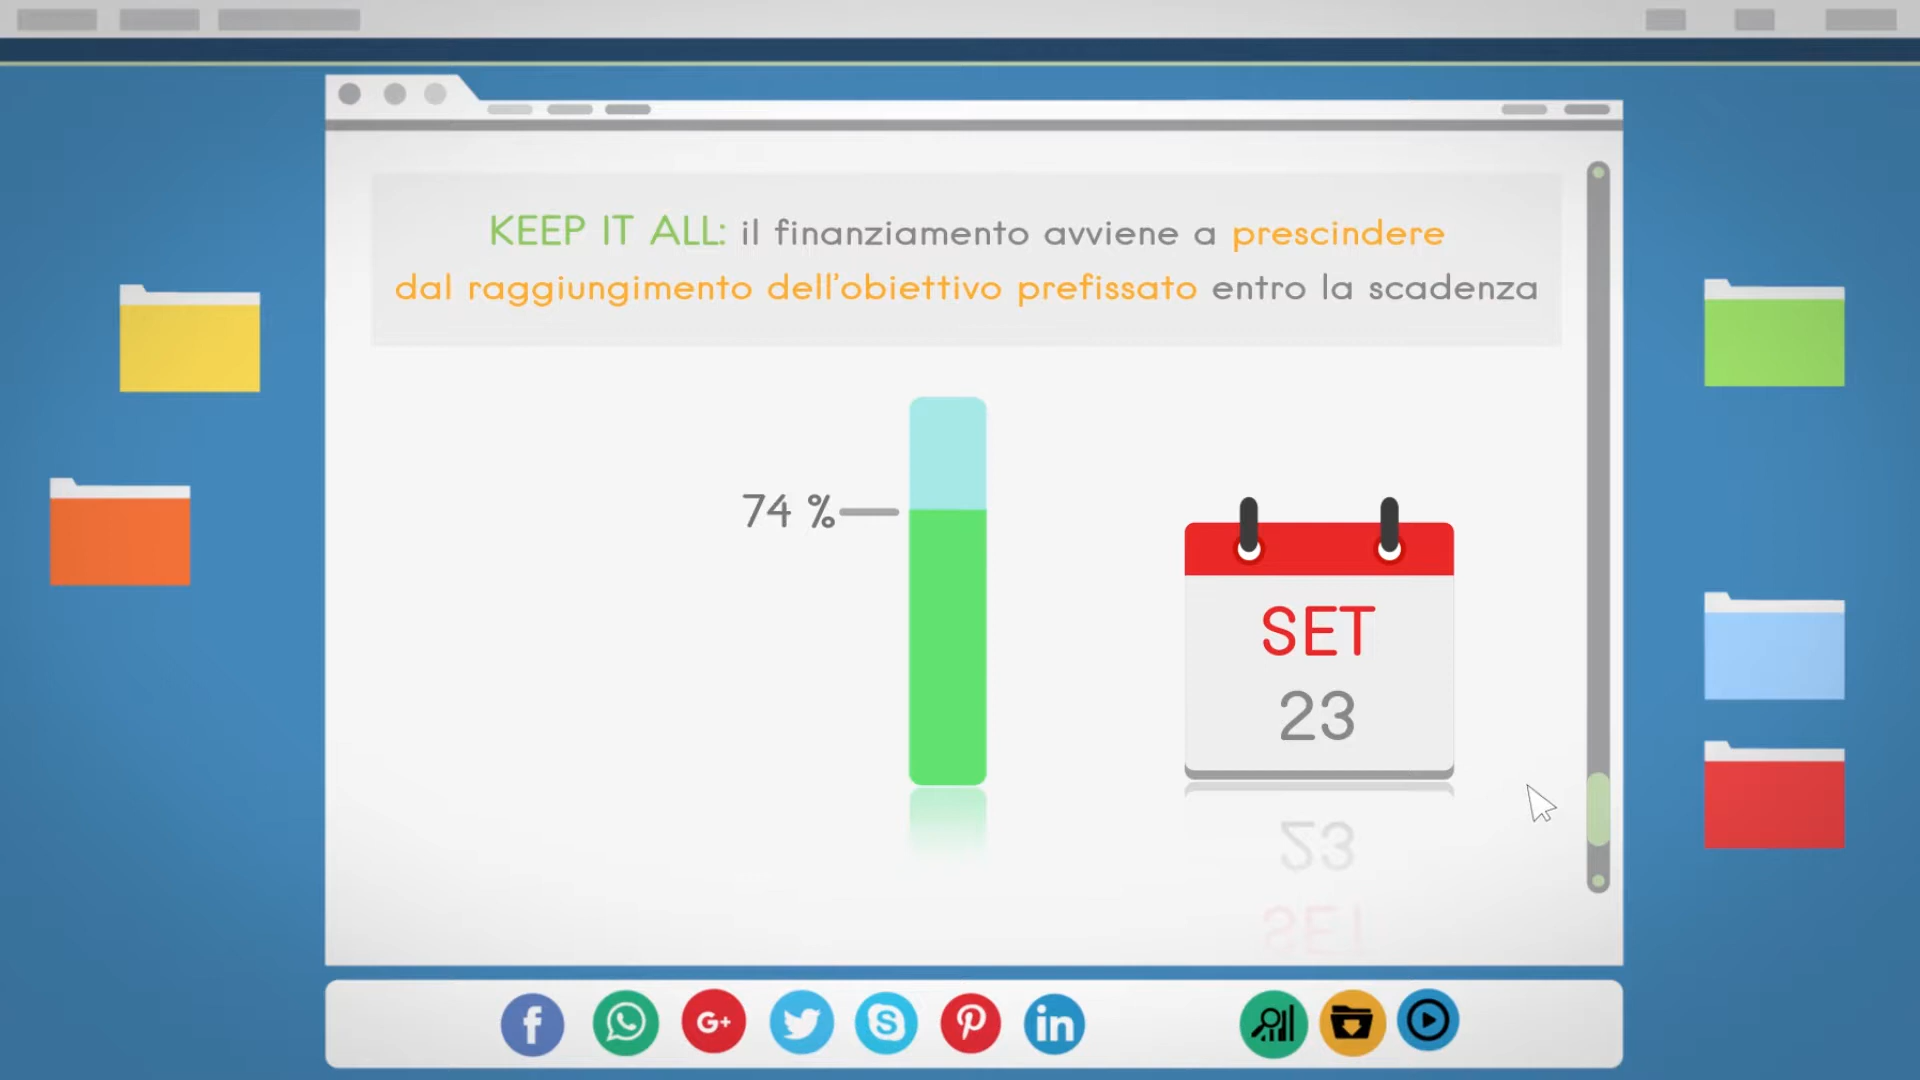 KEEP IT ALL: il finanziamento avviene a prescindere
dal raggiungimento dell'obiettivo prefissato entro la scadenza
74 %
SET
23